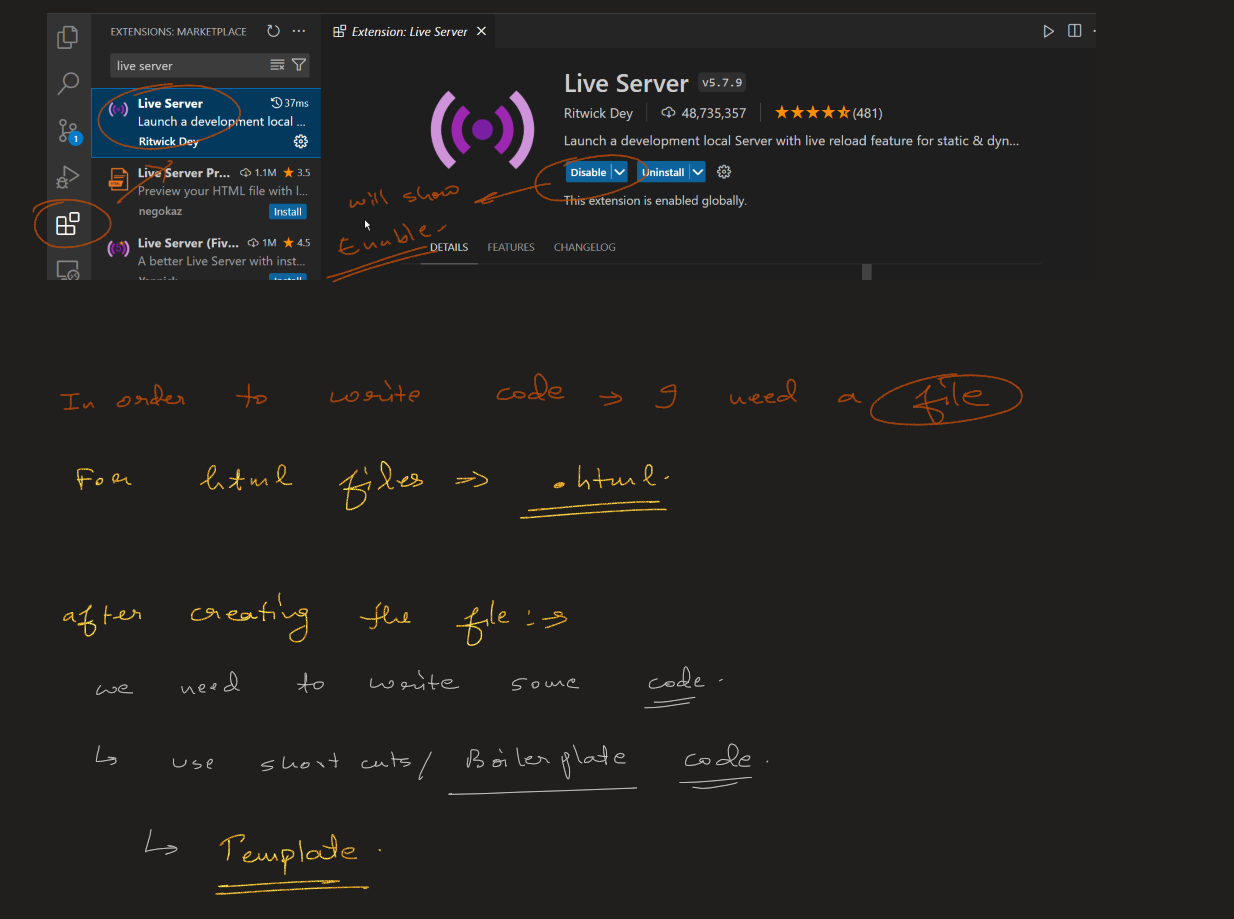 EXTENSIONS: MARKETPLACE
live server
Live Server 37ms
Launch a development local ...
Ritwick Dey
Live Server Pr... 1.1M ★ 3.5
Preview your HTML file with l...
negokaz Install
Live Server (Fiv... 1M ★ 4.5
A better Live Server with inst...
Yannick Install
1
Extension: Live Server
Live Server v5.7.9
Ritwick Dey 48,735,357 ★★★★★ (481)
Launch a development local Server with live reload feature for static & dyn...
Disable Uninstall
This extension is enabled globally.
will show
Enable
DETAILS FEATURES CHANGELOG
In order to write code → I need a file
For html files ⇒ .html.
after creating the file :→
we need to write some code.
↳ use short cuts/ Boilerplate code.
↳ Template.